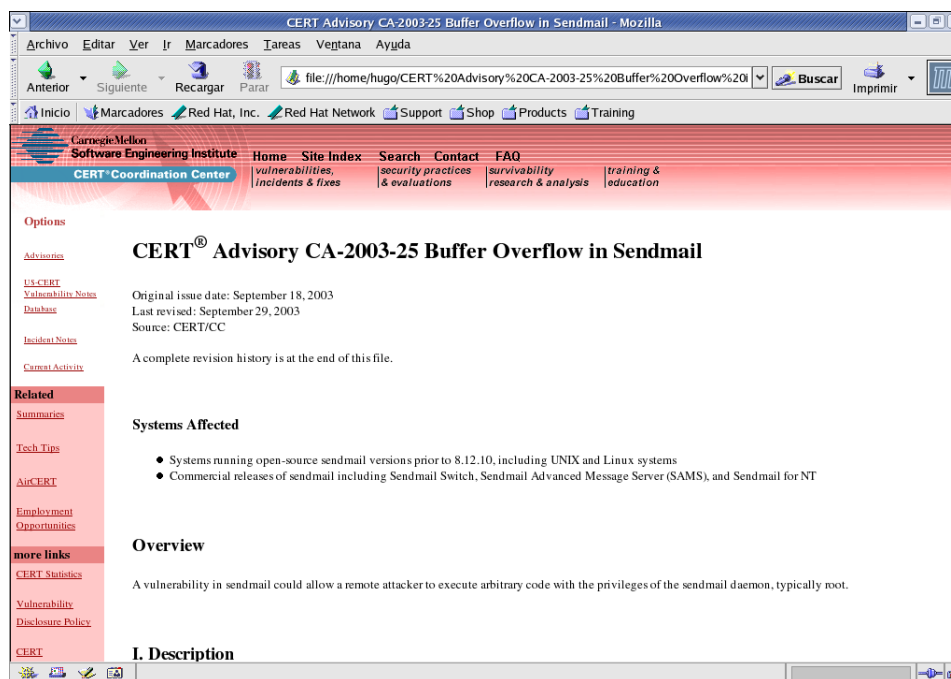 CERT Advisory CA-2003-25 Buffer Overflow in Sendmail - Mozilla
Archivo Editar Ver Ir Marcadores Tareas Ventana Ayuda
Anterior Siguiente Recargar Parar file:///home/hugo/CERT%20Advisory%20CA-2003-25%20Buffer%20Overflow%20i Buscar Imprimir
Inicio Marcadores Red Hat, Inc. Red Hat Network Support Shop Products Training
CarnegieMellon
Software Engineering Institute
CERT® Coordination Center
Home Site Index Search Contact FAQ
vulnerabilities, incidents & fixes
security practices & evaluations
survivability research & analysis
training & education
Options
Advisories
US-CERT
Vulnerability Notes
Database
Incident Notes
Current Activity
Related
Summaries
Tech Tips
AirCERT
Employment
Opportunities
more links
CERT Statistics
Vulnerability
Disclosure Policy
CERT
CERT® Advisory CA-2003-25 Buffer Overflow in Sendmail
Original issue date: September 18, 2003
Last revised: September 29, 2003
Source: CERT/CC
A complete revision history is at the end of this file.
Systems Affected
Systems running open-source sendmail versions prior to 8.12.10, including UNIX and Linux systems
Commercial releases of sendmail including Sendmail Switch, Sendmail Advanced Message Server (SAMS), and Sendmail for NT
Overview
A vulnerability in sendmail could allow a remote attacker to execute arbitrary code with the privileges of the sendmail daemon, typically root.
I. Description